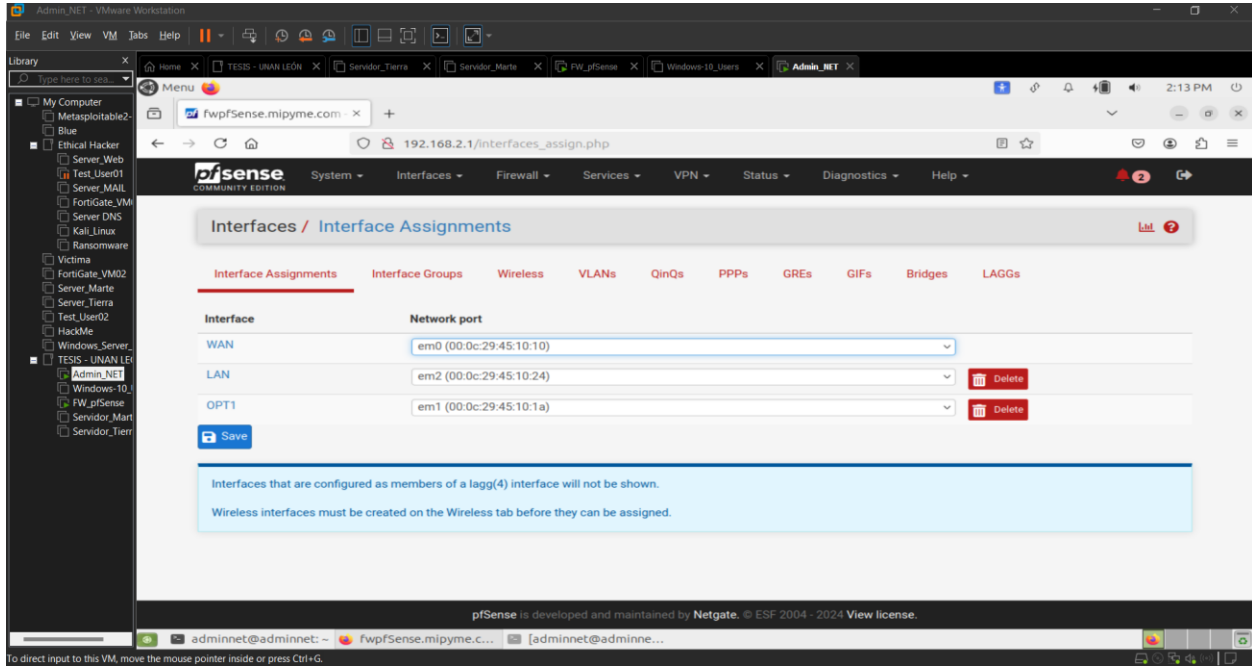 Admin_NET - VMware Workstation
File Edit View VM Tabs Help
Library X
Type here to sea...
Home X TESIS - UNAN LEÓN X Servidor_Tierra X Servidor_Marte X FW_pfSense X Windows-10_Users X Admin_NET X
My Computer
Metasploitable2-
Blue
Ethical Hacker
Server_Web
Test_User01
Server_MAIL
FortiGate_VM
Server DNS
Kali_Linux
Ransomware
Victima
FortiGate_VM02
Server_Marte
Server_Tierra
Test_User02
HackMe
Windows_Server_
TESIS - UNAN LE
Admin_NET
Windows-10_
FW_pfSense
Servidor_Mart
Servidor_Tierr
Menu 2:13 PM
fwpfSense.mipyme.com -
192.168.2.1/interfaces_assign.php
pfsense System Interfaces Firewall Services VPN Status Diagnostics Help 2
COMMUNITY EDITION
Interfaces / Interface Assignments
Interface Assignments Interface Groups Wireless VLANs QinQs PPPs GREs GIFs Bridges LAGGs
Interface Network port
WAN em0 (00:0c:29:45:10:10)
LAN em2 (00:0c:29:45:10:24) Delete
OPT1 em1 (00:0c:29:45:10:1a) Delete
Save
Interfaces that are configured as members of a lagg(4) interface will not be shown.
Wireless interfaces must be created on the Wireless tab before they can be assigned.
pfSense is developed and maintained by Netgate. © ESF 2004 - 2024 View license.
adminnet@adminnet: ~ fwpfSense.mipyme.c... [adminnet@adminne...
To direct input to this VM, move the mouse pointer inside or press Ctrl+G.